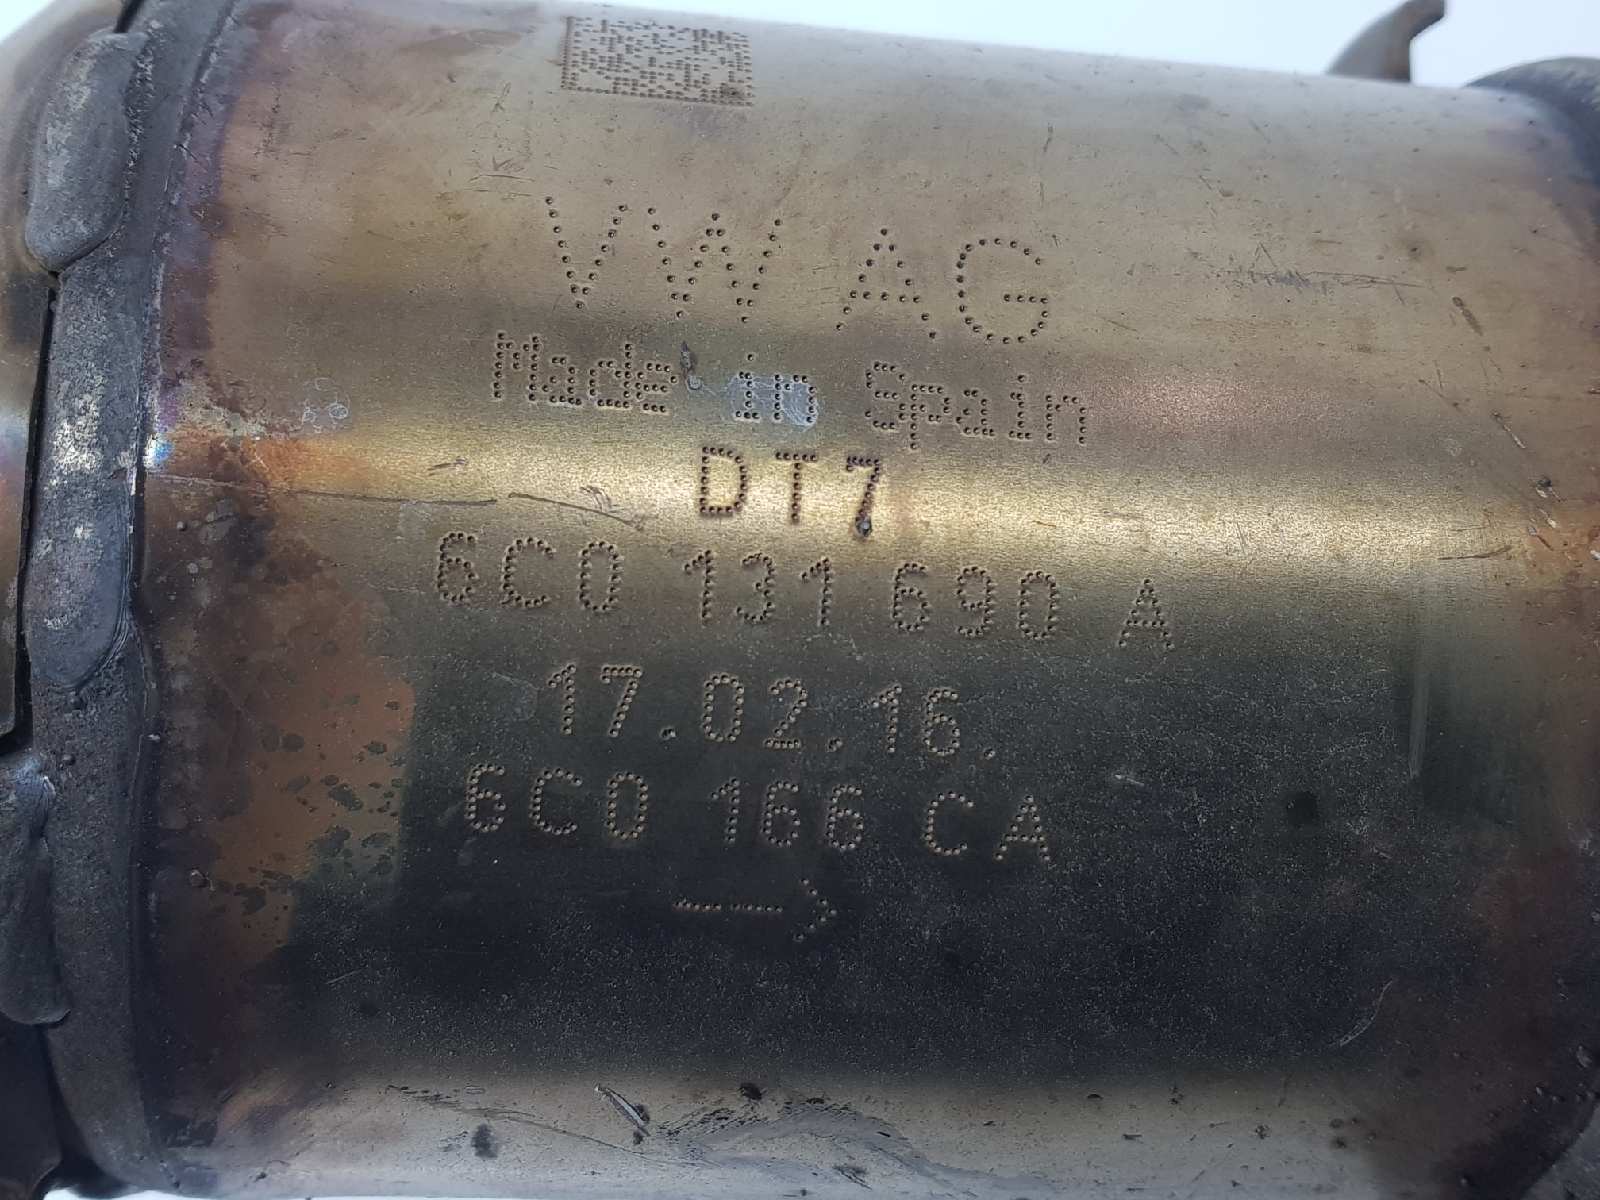 VW AG
Made in Spain
DT7
6C0 131 690 A
17.02.16.
6C0 166 CA